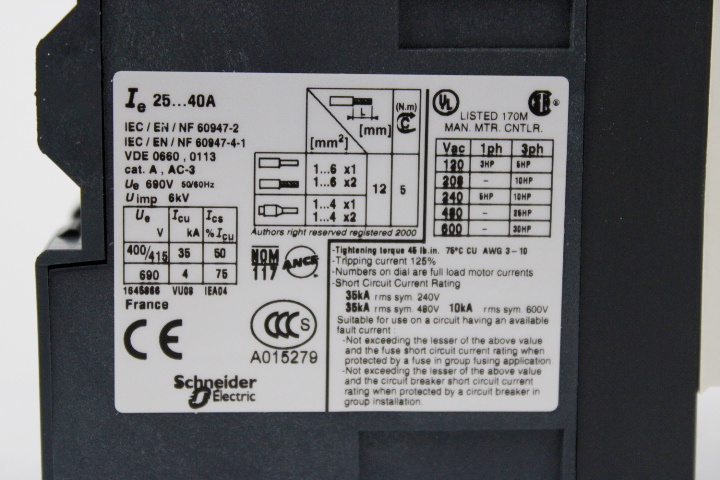 Ie 25...40A
IEC / EN / NF 60947-2
IEC / EN / NF 60947-4-1
VDE 0660 , 0113
cat. A , AC-3
Ue 690V 50/60Hz
U imp 6kV
Ue Icu Ics
V kA % Icu
400/415 35 50
690 4 75
1645866 VU09 IEA04
France
CE
[mm²] L [mm] (N.m) C
1...6 x1
1...6 x2
1...4 x1
1...4 x2
12 5
Authors right reserved registered 2000
NOM
117
ANCE
CCC S
A015279
Schneider
Electric
UL
LISTED 170M
MAN. MTR. CNTLR.
®
Vac 1ph 3ph
120 3HP 5HP
208 - 10HP
240 5HP 10HP
480 - 25HP
600 - 30HP
-Tightening torque 45 lb.in. 75°C CU AWG 3-10
-Tripping current 125%
-Numbers on dial are full load motor currents
-Short Circuit Current Rating
35kA rms sym. 240V
35kA rms sym. 480V 10kA rms sym. 600V
Suitable for use on a circuit having an available
fault current :
-Not exceeding the lesser of the above value
and the fuse short circuit current rating when
protected by a fuse in group fusing application
-Not exceeding the lesser of the above value
and the circuit breaker short circuit current
rating when protected by a circuit breaker in
group installation.